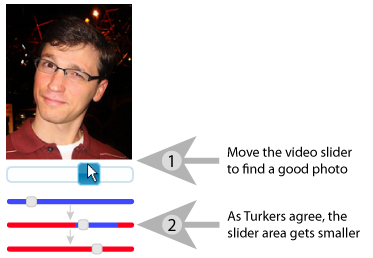 1
Move the video slider
to find a good photo
2
As Turkers agree, the
slider area gets smaller